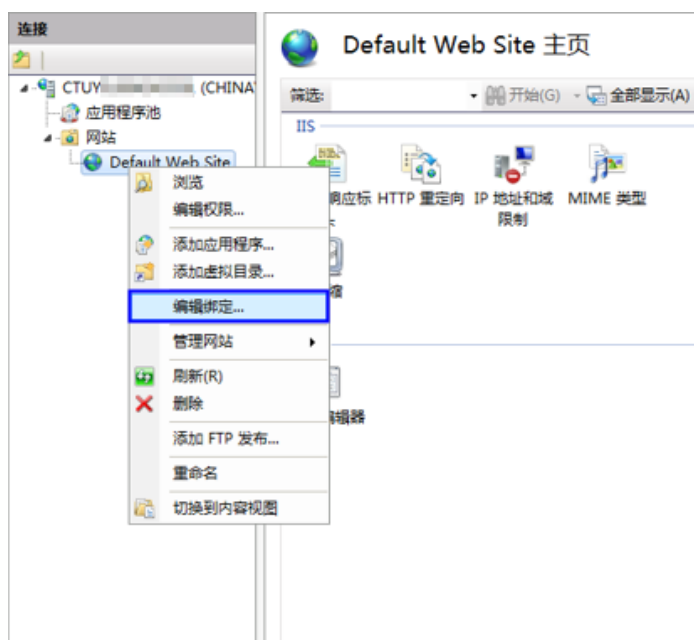 连接
CTUY (CHINA
应用程序池
网站
Default Web Site
浏览
编辑权限...
添加应用程序...
添加虚拟目录...
编辑绑定...
管理网站
刷新(R)
删除
添加 FTP 发布...
重命名
切换到内容视图
Default Web Site 主页
筛选:
开始(G)
全部显示(A)
IIS
响应标
HTTP 重定向
IP 地址和域
限制
MIME 类型
缩
编辑器